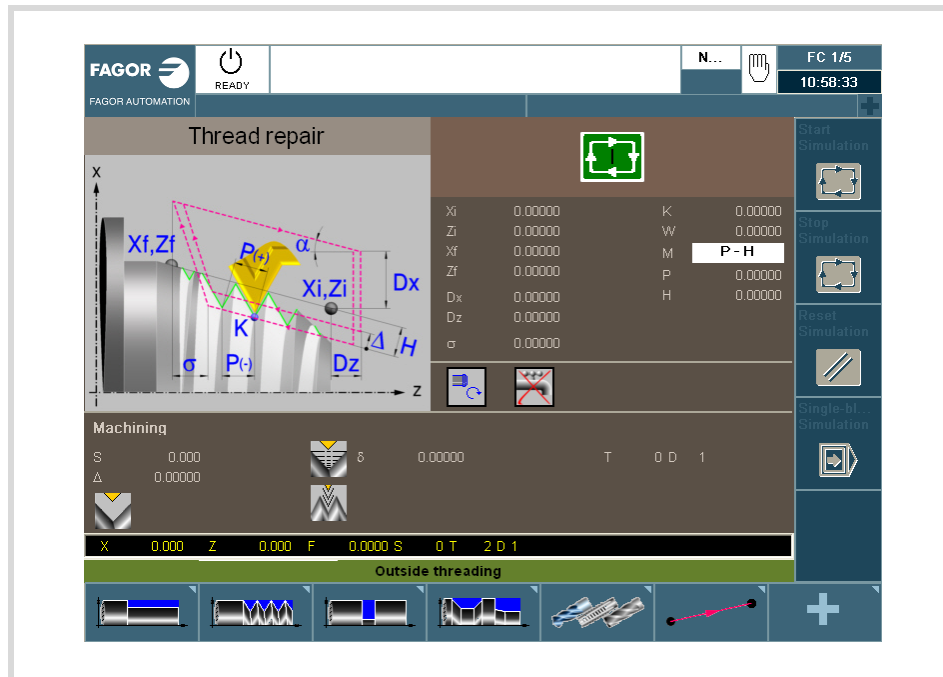 FAGOR
READY
N...
FC 1/5
10:58:33
FAGOR AUTOMATION
Thread repair
Start
Simulation
Stop
Simulation
Reset
Simulation
Single-bl...
Simulation
X
Xf,Zf
P(+)
α
Xi,Zi
Dx
K
Δ
H
σ
P(-)
Dz
Z
Xi 0.00000 K 0.00000
Zi 0.00000 W 0.00000
Xf 0.00000 M P-H
Zf 0.00000 P 0.00000
Dx 0.00000 H 0.00000
Dz 0.00000
σ 0.00000
Machining
S 0.000 δ 0.00000 T 0 D 1
Δ 0.00000
X 0.000 Z 0.000 F 0.0000 S 0 T 2 D 1
Outside threading